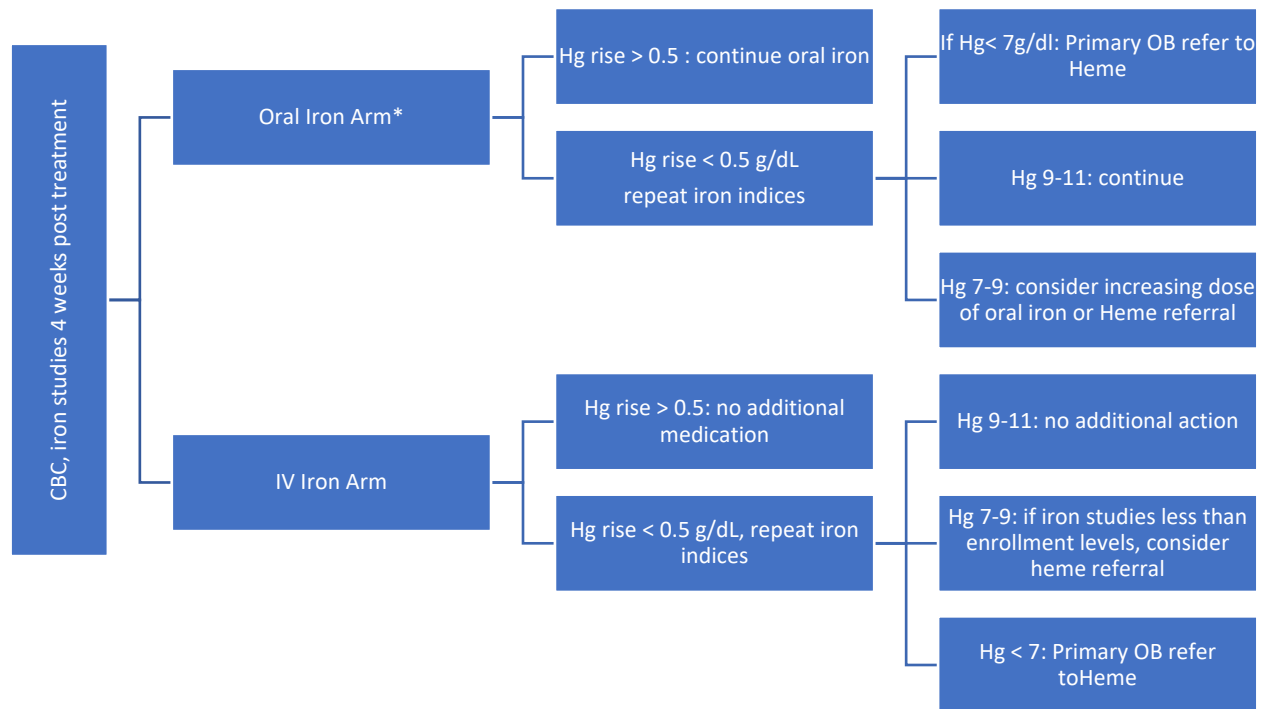 CBC, iron studies 4 weeks post treatment
Oral Iron Arm*
Hg rise > 0.5 : continue oral iron
Hg rise < 0.5 g/dL
repeat iron indices
If Hg< 7g/dl: Primary OB refer to
Heme
Hg 9-11: continue
Hg 7-9: consider increasing dose
of oral iron or Heme referral
IV Iron Arm
Hg rise > 0.5: no additional
medication
Hg rise < 0.5 g/dL, repeat iron
indices
Hg 9-11: no additional action
Hg 7-9: if iron studies less than
enrollment levels, consider
heme referral
Hg < 7: Primary OB refer
toHeme